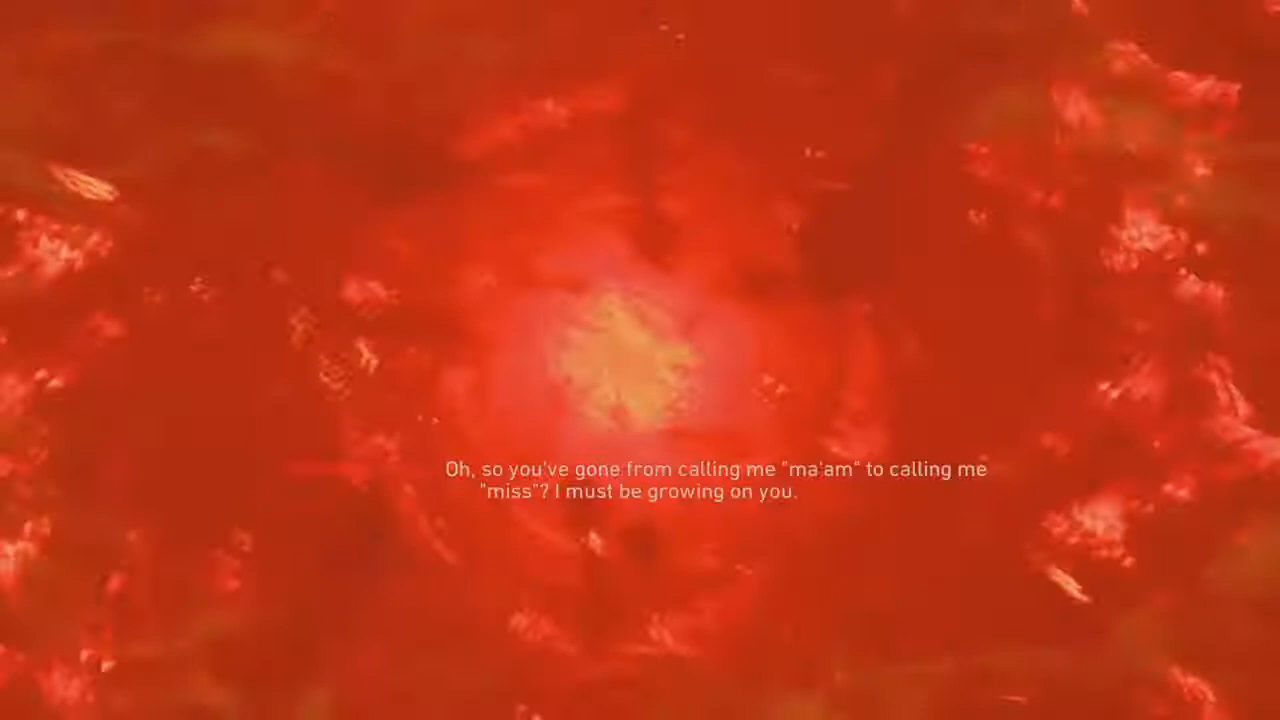 Oh, so you've gone from calling me "ma'am" to calling me
"miss"? I must be growing on you.